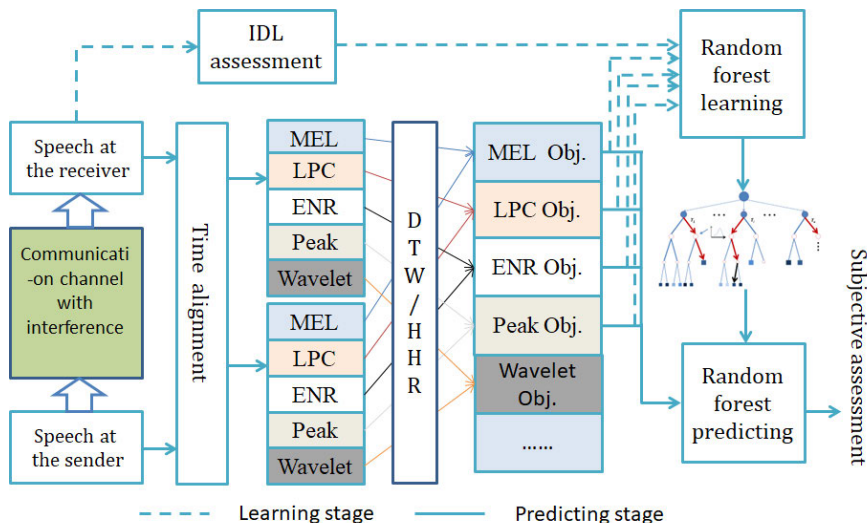 IDL
assessment
Random
forest
learning
Speech at
the receiver
Communicati
-on channel
with
interference
Speech at
the sender
Time alignment
MEL
LPC
ENR
Peak
Wavelet
MEL
LPC
ENR
Peak
Wavelet
DTW/HHR
MEL Obj.
LPC Obj.
ENR Obj.
Peak Obj.
Wavelet
Obj.
……
Random
forest
predicting
Subjective assessment
Learning stage
Predicting stage